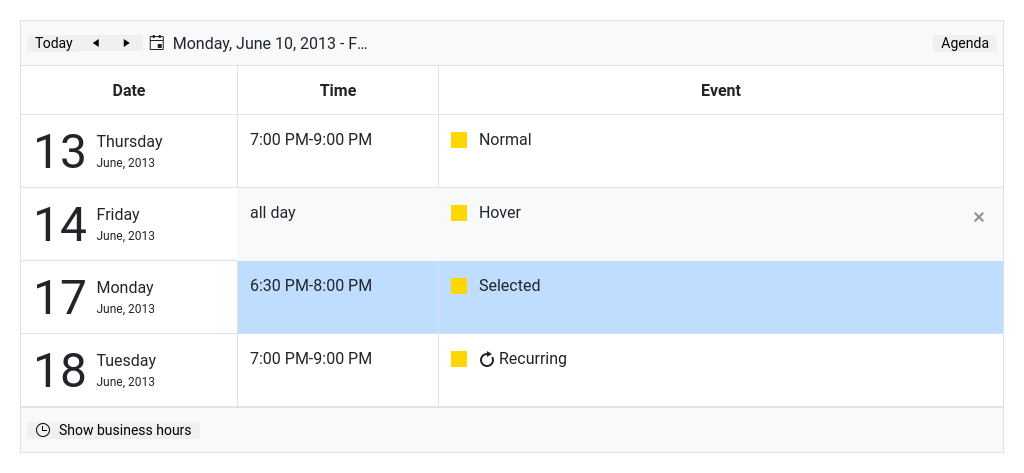 Today Monday, June 10, 2013 - F... Agenda
Date Time Event
13 Thursday June, 2013 7:00 PM-9:00 PM Normal
14 Friday June, 2013 all day Hover ×
17 Monday June, 2013 6:30 PM-8:00 PM Selected
18 Tuesday June, 2013 7:00 PM-9:00 PM Recurring
Show business hours